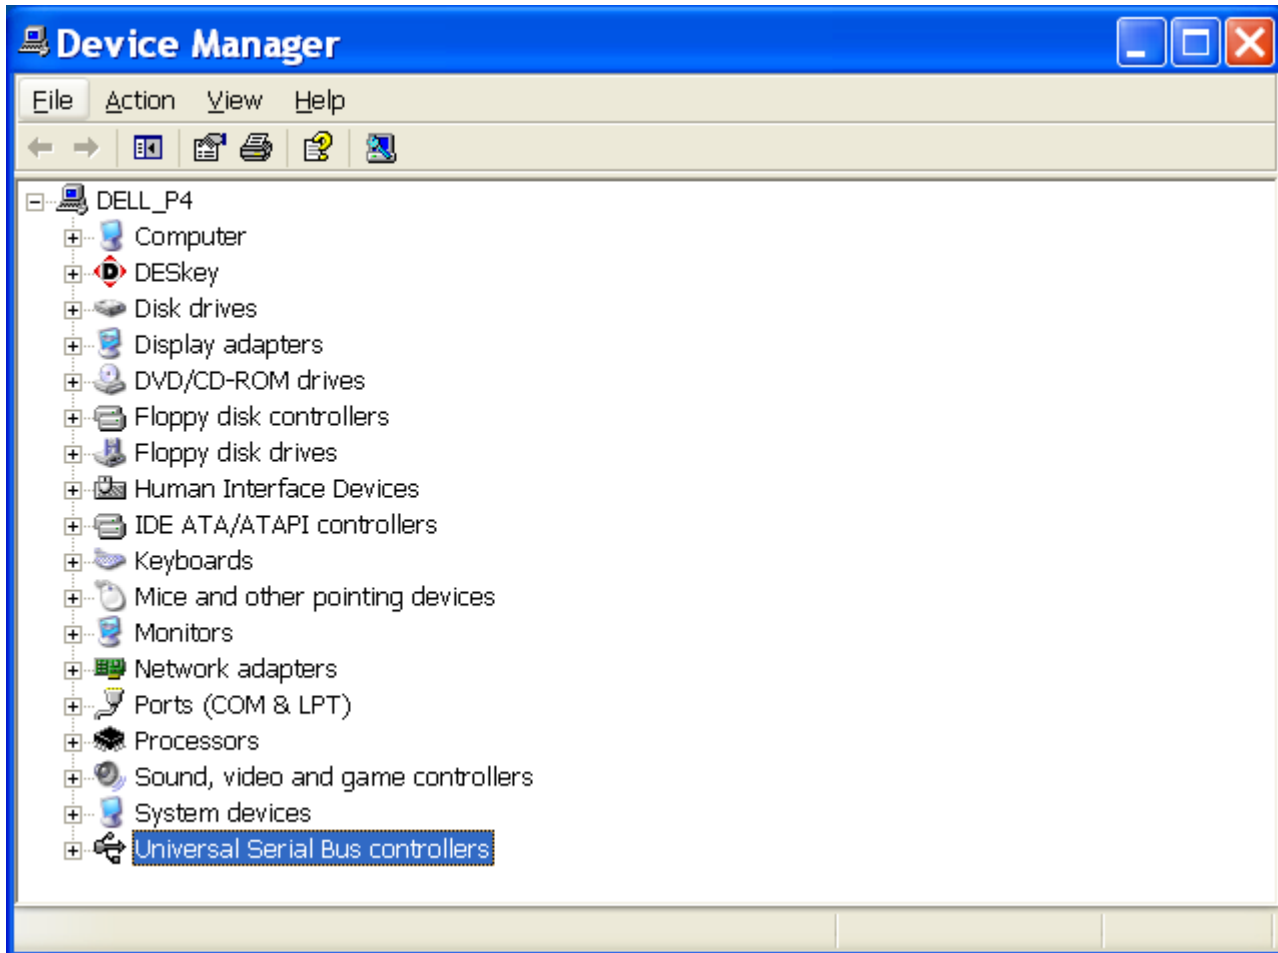 Device Manager
File Action View Help
DELL_P4
Computer
DESkey
Disk drives
Display adapters
DVD/CD-ROM drives
Floppy disk controllers
Floppy disk drives
Human Interface Devices
IDE ATA/ATAPI controllers
Keyboards
Mice and other pointing devices
Monitors
Network adapters
Ports (COM & LPT)
Processors
Sound, video and game controllers
System devices
Universal Serial Bus controllers